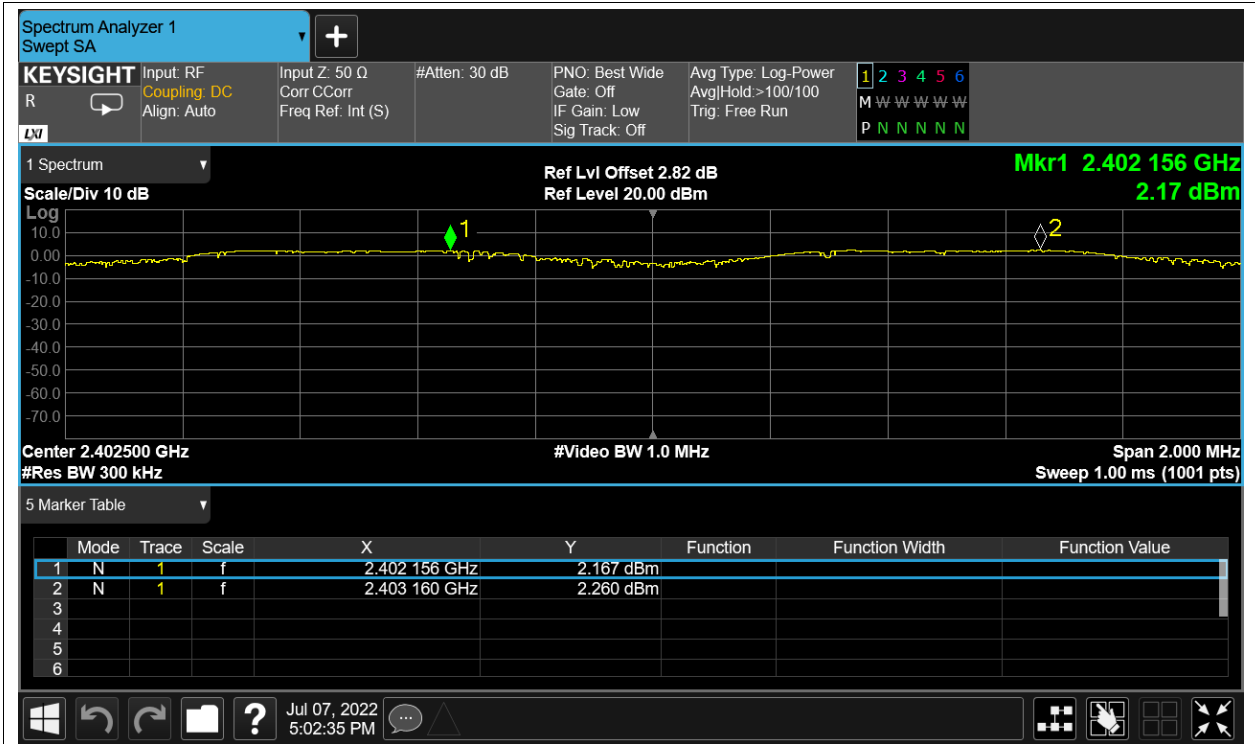 Spectrum Analyzer 1
Swept SA
KEYSIGHT Input: RF Input Z: 50 Ω #Atten: 30 dB PNO: Best Wide Avg Type: Log-Power 1 2 3 4 5 6
R Coupling: DC Corr CCorr Gate: Off Avg|Hold:>100/100 M W W W W W W
Align: Auto Freq Ref: Int (S) IF Gain: Low Trig: Free Run
LXI Sig Track: Off P N N N N N
1 Spectrum Ref Lvl Offset 2.82 dB Mkr1 2.402 156 GHz
Scale/Div 10 dB Ref Level 20.00 dBm 2.17 dBm
Log
1
2
10.0
0.00
-10.0
-20.0
-30.0
-40.0
-50.0
-60.0
-70.0
Center 2.402500 GHz #Video BW 1.0 MHz Span 2.000 MHz
#Res BW 300 kHz Sweep 1.00 ms (1001 pts)
5 Marker Table
Mode Trace Scale X Y Function Function Width Function Value
1 N 1 f 2.402 156 GHz 2.167 dBm
2 N 1 f 2.403 160 GHz 2.260 dBm
3
4
5
6
? Jul 07, 2022
5:02:35 PM